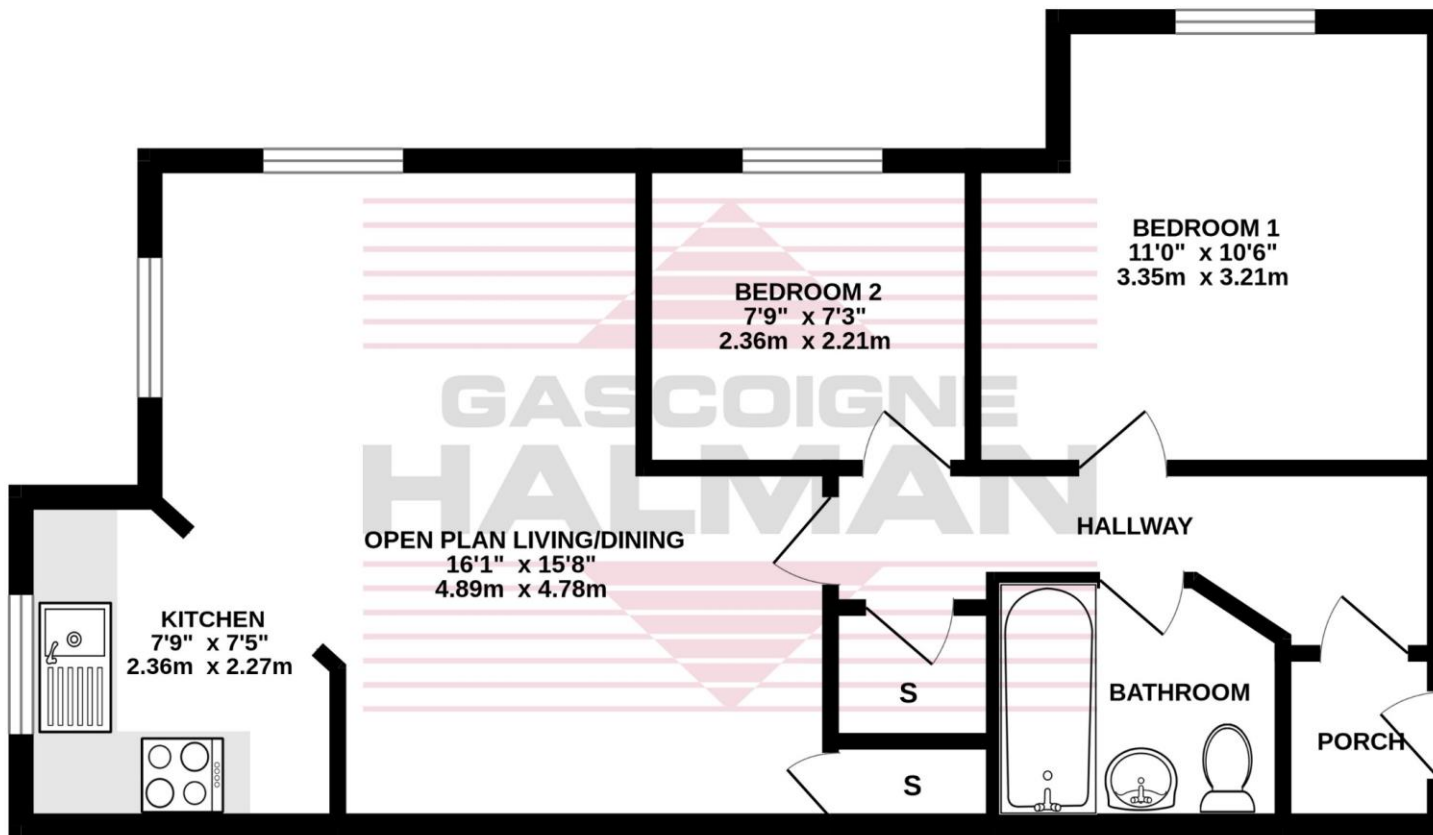 BEDROOM 1
11'0" x 10'6"
3.35m x 3.21m
BEDROOM 2
7'9" x 7'3"
2.36m x 2.21m
GASCOIGNE
HALMAN
HALLWAY
OPEN PLAN LIVING/DINING
16'1" x 15'8"
4.89m x 4.78m
KITCHEN
7'9" x 7'5"
2.36m x 2.27m
S
BATHROOM
PORCH
S